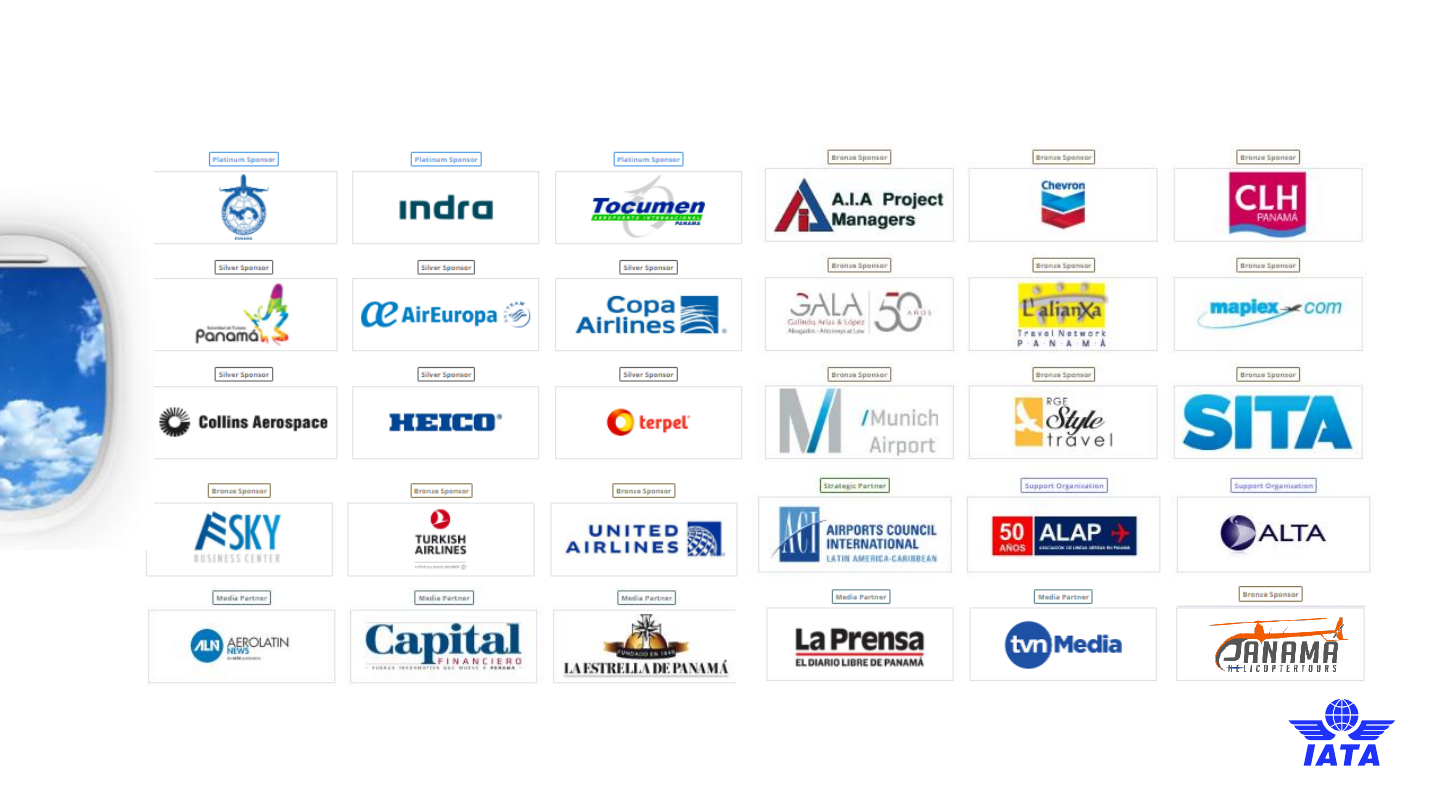 Platinum Sponsor
Platinum Sponsor
Platinum Sponsor
Bronze Sponsor
Bronze Sponsor
Bronze Sponsor
PANAMA
indra
Tocumen
AEROPUERTO INTERNACIONAL
PANAMA
A.I.A Project
Managers
Chevron
CLH
PANAMÁ
Silver Sponsor
Silver Sponsor
Silver Sponsor
Bronze Sponsor
Bronze Sponsor
Bronze Sponsor
Panamá
AirEuropa
Copa
Airlines
GALA
Galindo, Arias & López
Abogados - Attorneys at Law
50
AÑOS
L'alianXa
Travel Network
P·A·N·A·M·Á
mapiex.com
Silver Sponsor
Silver Sponsor
Silver Sponsor
Bronze Sponsor
Bronze Sponsor
Bronze Sponsor
Collins Aerospace
HEICO®
terpel
M /Munich
Airport
RGE
Style
travel
SITA
Bronze Sponsor
Bronze Sponsor
Bronze Sponsor
Strategic Partner
Support Organization
Support Organization
SKY
BUSINESS CENTER
TURKISH
AIRLINES
UNITED
AIRLINES
ACI
AIRPORTS COUNCIL
INTERNATIONAL
LATIN AMERICA-CARIBBEAN
50
AÑOS
ALAP
ASOCIACIÓN DE LÍNEAS AÉREAS EN PANAMÁ
ALTA
Media Partner
Media Partner
Media Partner
Media Partner
Media Partner
Bronze Sponsor
ALN
AEROLATIN
NEWS
Capital
FINANCIERO
FUERZA INFORMATIVA QUE MUEVE A PANAMÁ
FUNDADO EN 1849
LA ESTRELLA DE PANAMÁ
La Prensa
EL DIARIO LIBRE DE PANAMÁ
tvn Media
PANAMA
HELICOPTERTOURS
IATA